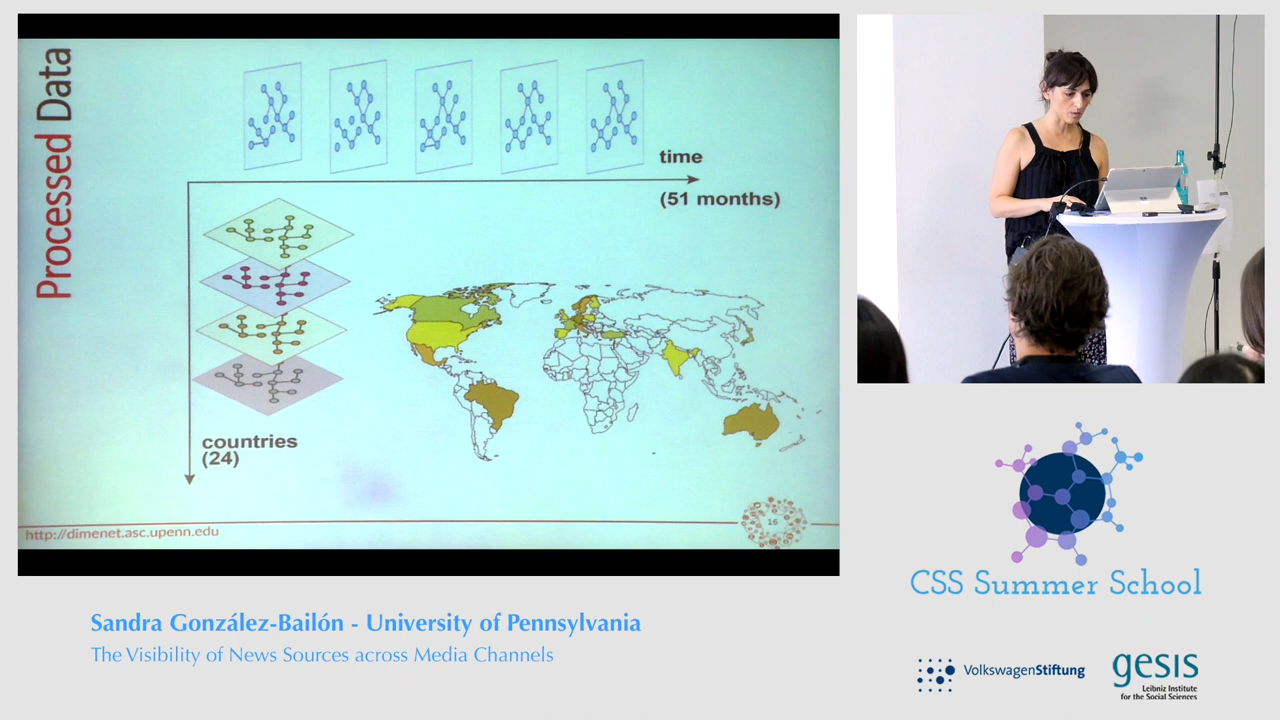 Processed Data
time
(51 months)
countries
(24)
http://dimenet.asc.upenn.edu
16
CSS Summer School
Sandra González-Bailón - University of Pennsylvania
The Visibility of News Sources across Media Channels
VolkswagenStiftung
gesis
Leibniz Institute
for the Social Sciences